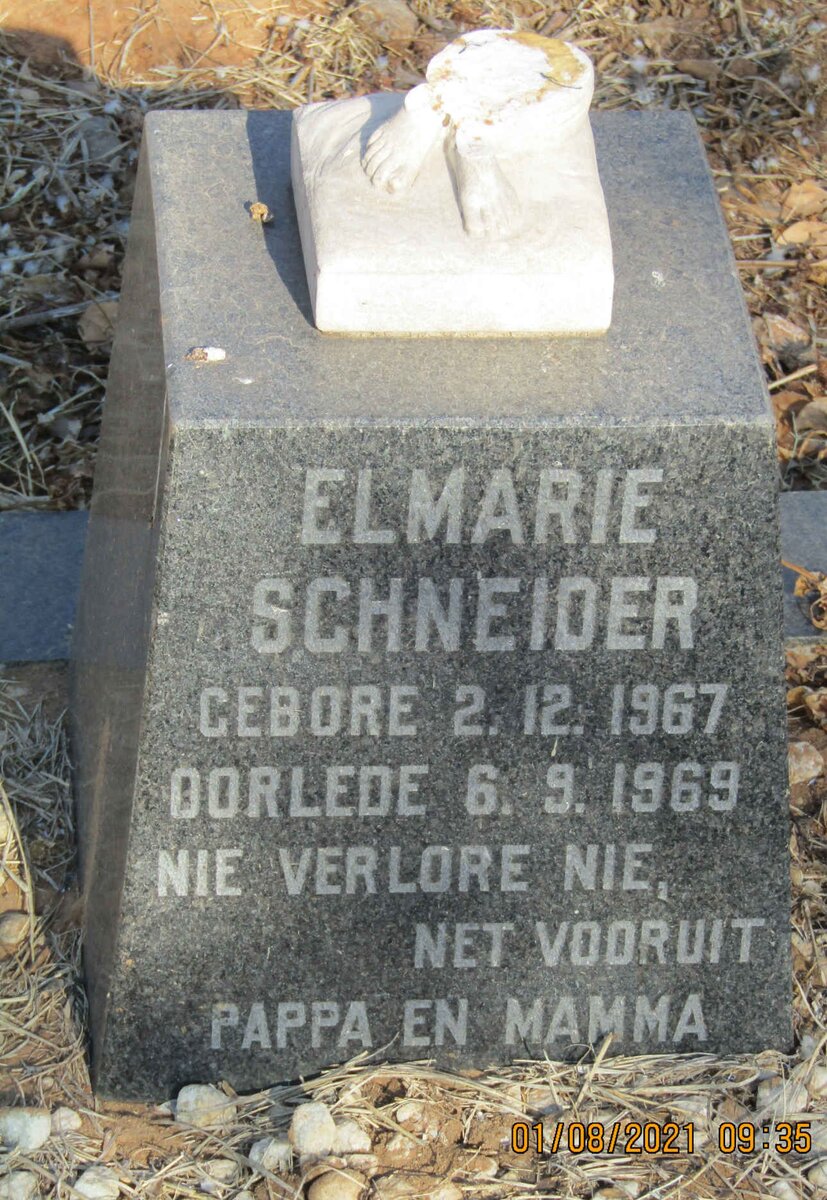 ELMARIE
SCHNEIDER
GEBORE 2. 12. 1967
OORLEDE 6. 9. 1969
NIE VERLORE NIE,
NET VOORUIT
PAPPA EN MAMMA
01/08/2021 09:35